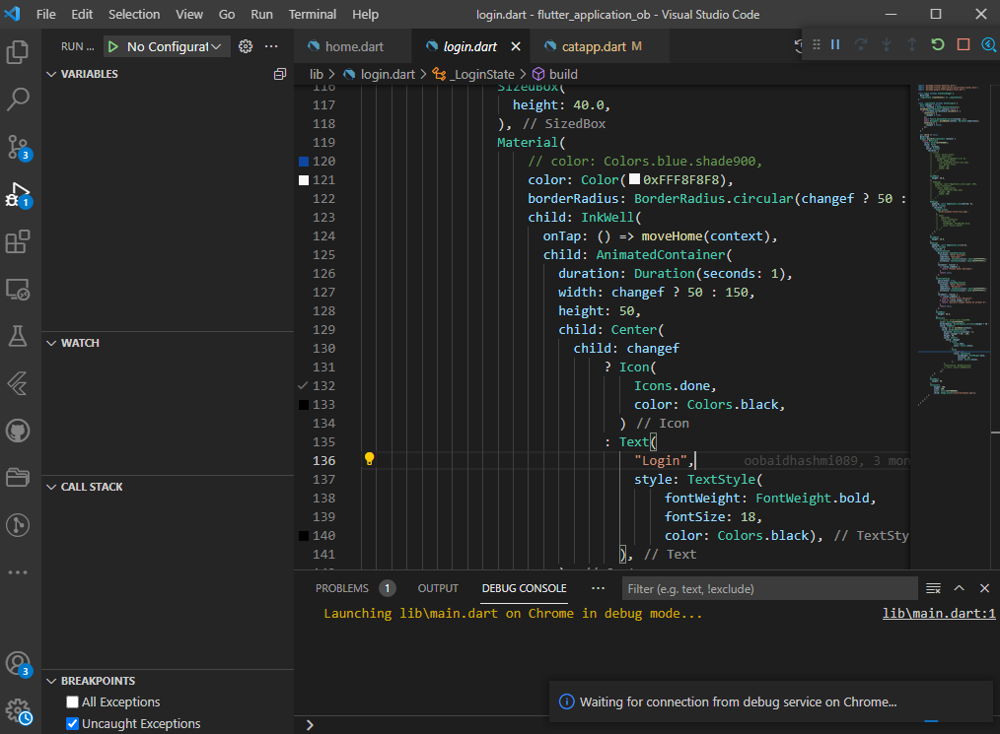 File Edit Selection View Go Run Terminal Help login.dart - flutter_application_ob - Visual Studio Code
RUN ... No Configurat
home.dart login.dart catapp.dart M
lib > login.dart > _LoginState > build
VARIABLES
WATCH
CALL STACK
BREAKPOINTS
All Exceptions
Uncaught Exceptions
3
1
3
116 SizedBox(
117 height: 40.0,
118 ), // SizedBox
119 Material(
120 // color: Colors.blue.shade900,
121 color: Color(0xFFF8F8F8),
122 borderRadius: BorderRadius.circular(changef ? 50 :
123 child: InkWell(
124 onTap: () => moveHome(context),
125 child: AnimatedContainer(
126 duration: Duration(seconds: 1),
127 width: changef ? 50 : 150,
128 height: 50,
129 child: Center(
130 child: changef
131 ? Icon(
132 Icons.done,
133 color: Colors.black,
134 ) // Icon
135 : Text(
136 "Login", oobaidhashmi089, 3 mon
137 style: TextStyle(
138 fontWeight: FontWeight.bold,
139 fontSize: 18,
140 color: Colors.black), // TextSty
141 ), // Text
PROBLEMS 1 OUTPUT DEBUG CONSOLE ... Filter (e.g. text, !exclude)
Launching lib\main.dart on Chrome in debug mode... lib\main.dart:1
Waiting for connection from debug service on Chrome...